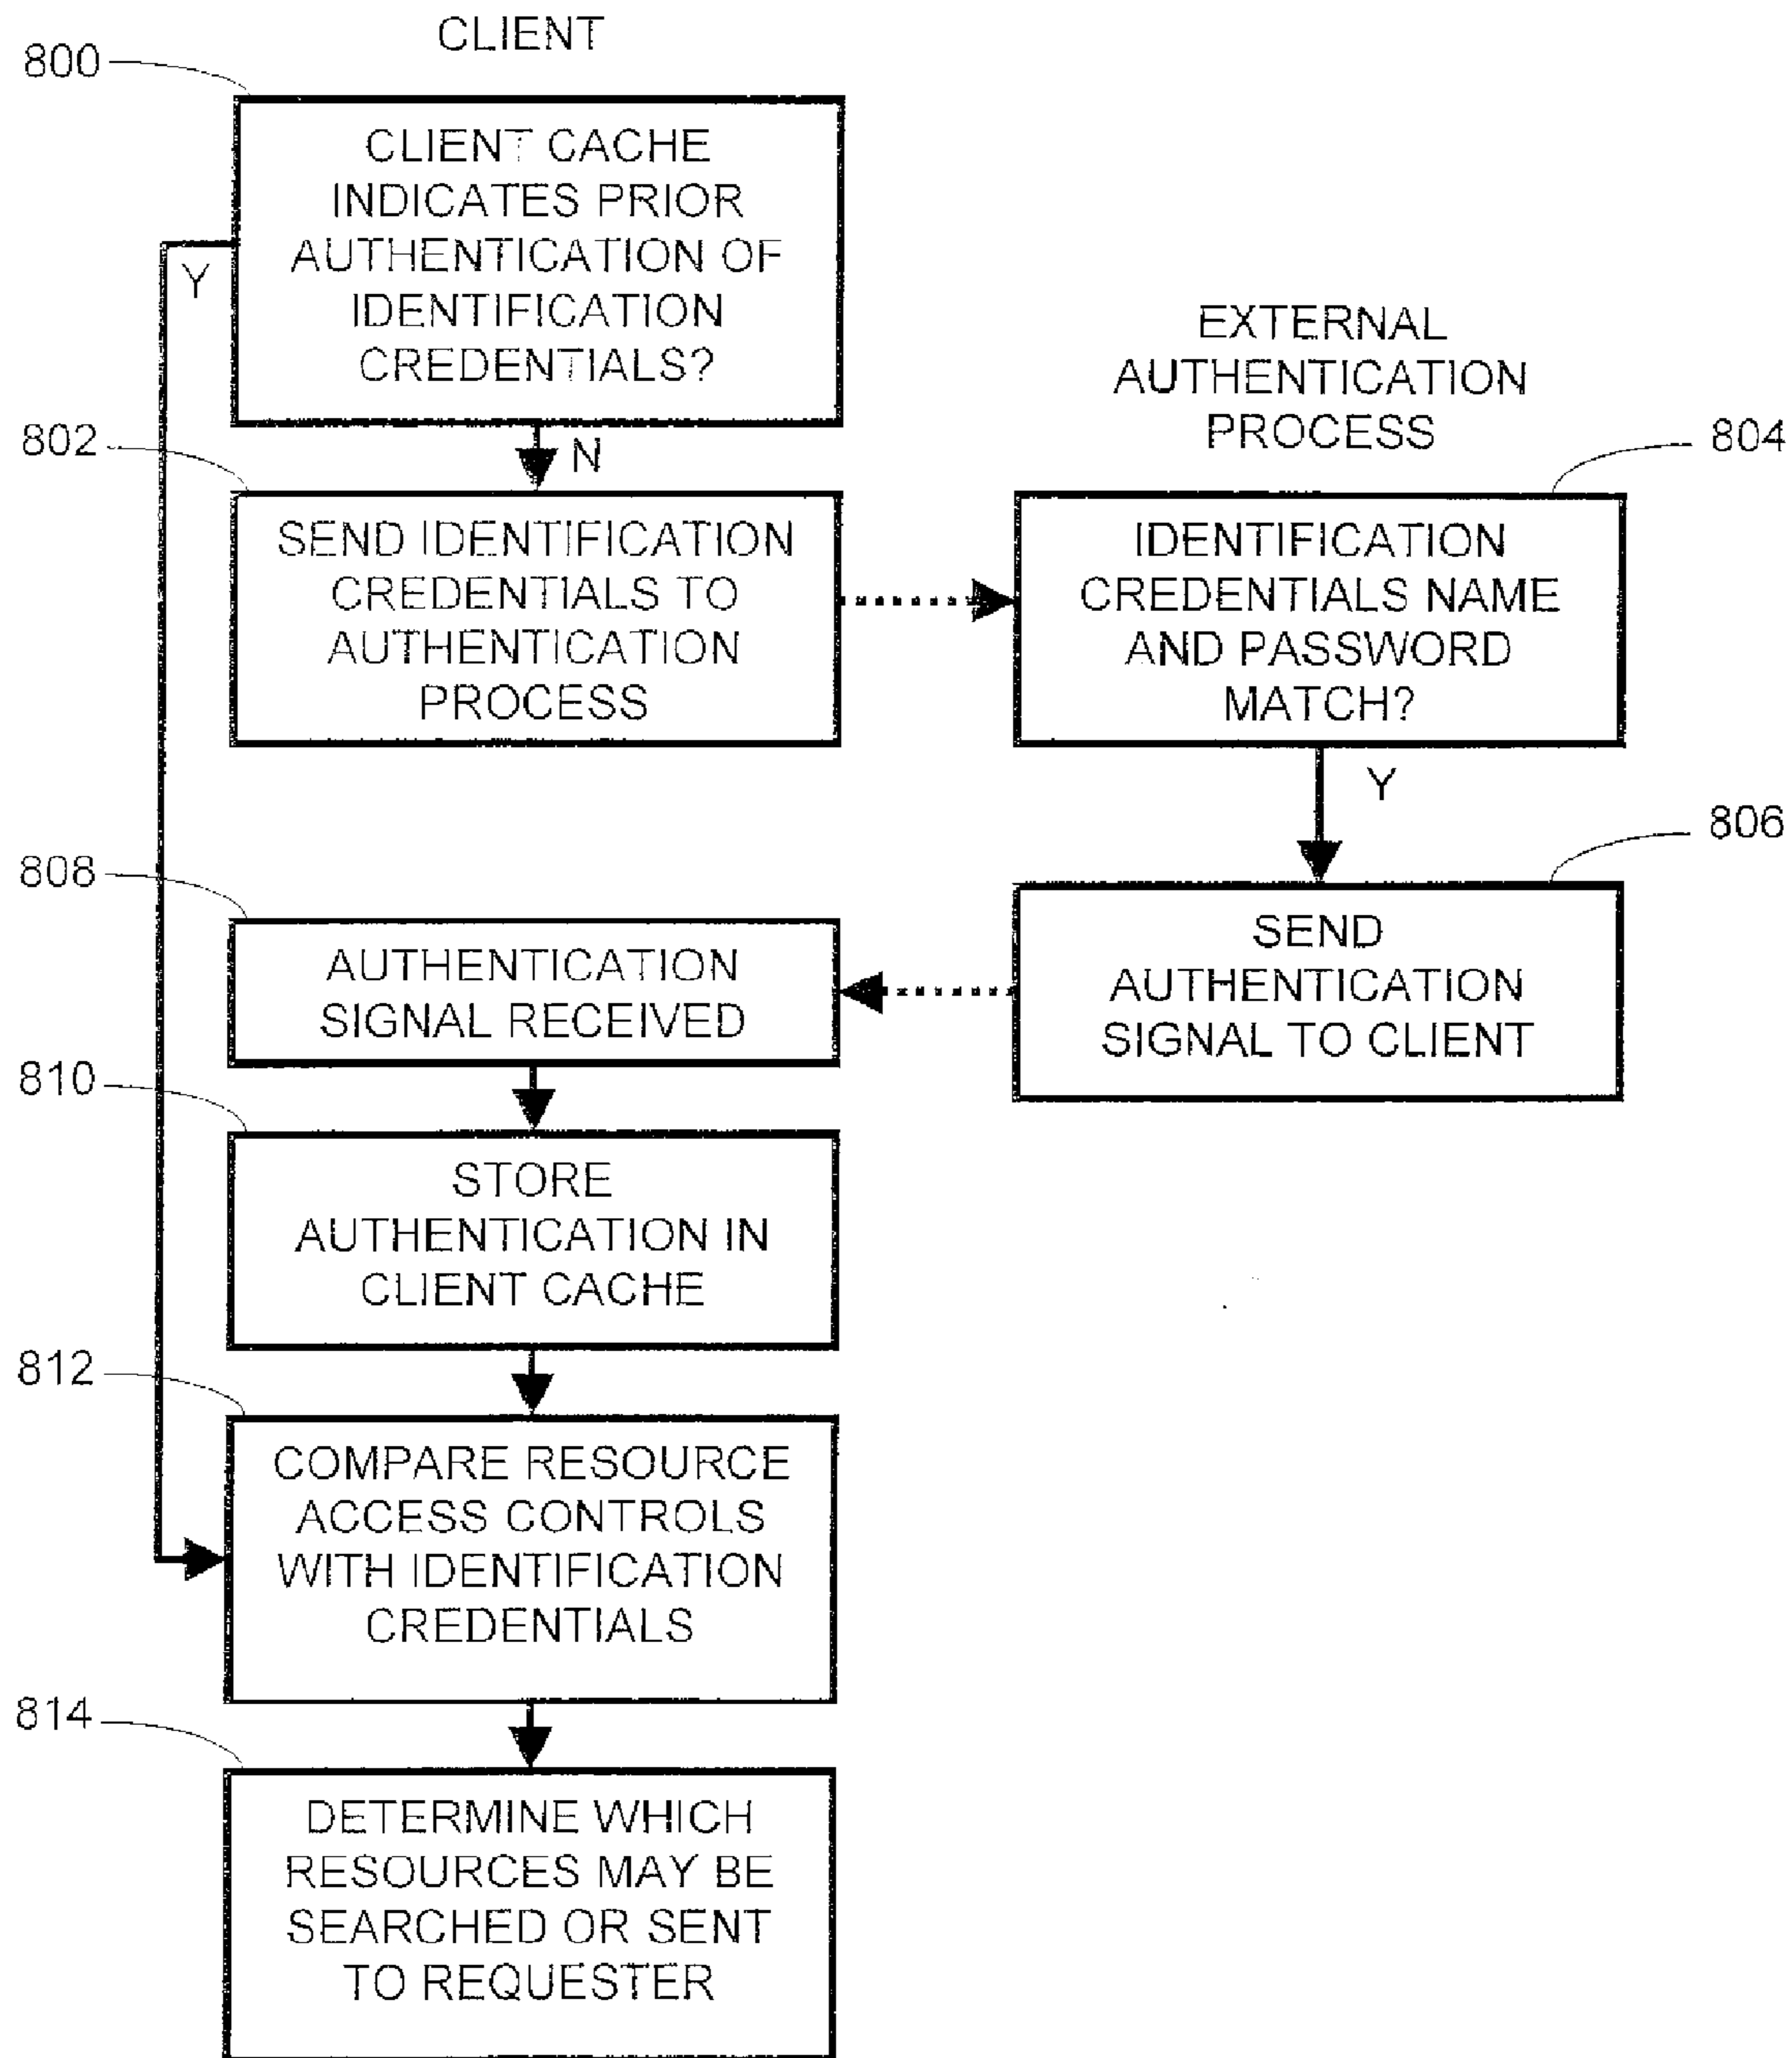 CLIENT
800
CLIENT CACHE
INDICATES PRIOR
AUTHENTICATION OF
IDENTIFICATION
CREDENTIALS?
Y
N
EXTERNAL
AUTHENTICATION
PROCESS
802
SEND IDENTIFICATION
CREDENTIALS TO
AUTHENTICATION
PROCESS
804
IDENTIFICATION
CREDENTIALS NAME
AND PASSWORD
MATCH?
Y
806
SEND
AUTHENTICATION
SIGNAL TO CLIENT
808
AUTHENTICATION
SIGNAL RECEIVED
810
STORE
AUTHENTICATION IN
CLIENT CACHE
812
COMPARE RESOURCE
ACCESS CONTROLS
WITH IDENTIFICATION
CREDENTIALS
814
DETERMINE WHICH
RESOURCES MAY BE
SEARCHED OR SENT
TO REQUESTER